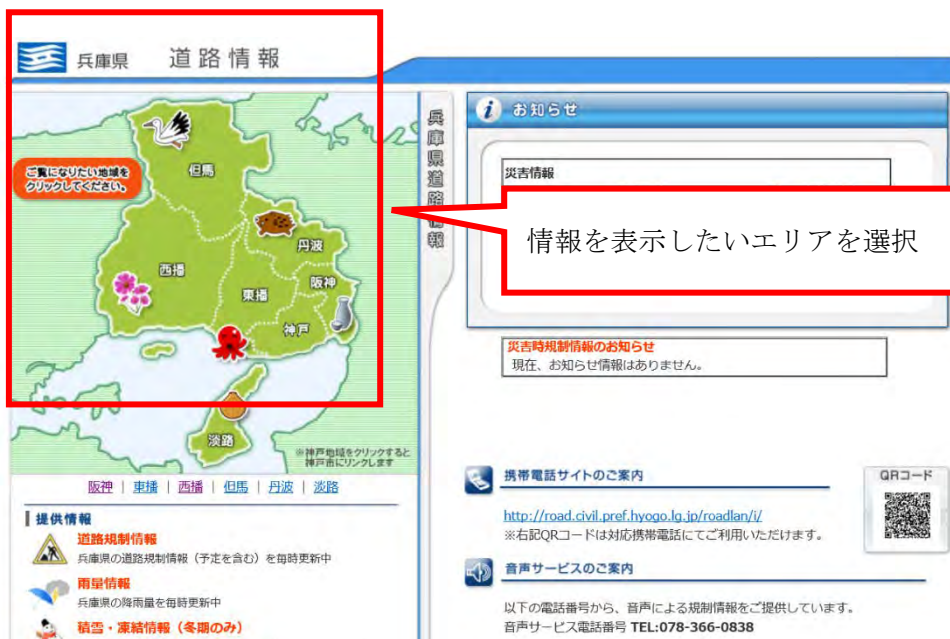 兵庫県 道路情報
ご覧になりたい地域を
クリックしてください。
但馬
丹波
西播
東播
阪神
神戸
淡路
※神戸地域をクリックすると
神戸市にリンクします
阪神 | 東播 | 西播 | 但馬 | 丹波 | 淡路
提供情報
道路規制情報
兵庫県の道路規制情報（予定を含む）を毎時更新中
雨量情報
兵庫県の降雨量を毎時更新中
積雪・凍結情報（冬期のみ）
兵庫県道路情報
お知らせ
災害情報
情報を表示したいエリアを選択
災害時規制情報のお知らせ
現在、お知らせ情報はありません。
携帯電話サイトのご案内
http://road.civil.pref.hyogo.lg.jp/roadlan/i/
※右記QRコードは対応携帯電話にてご利用いただけます。
QRコード
音声サービスのご案内
以下の電話番号から、音声による規制情報をご提供しています。
音声サービス電話番号 TEL:078-366-0838